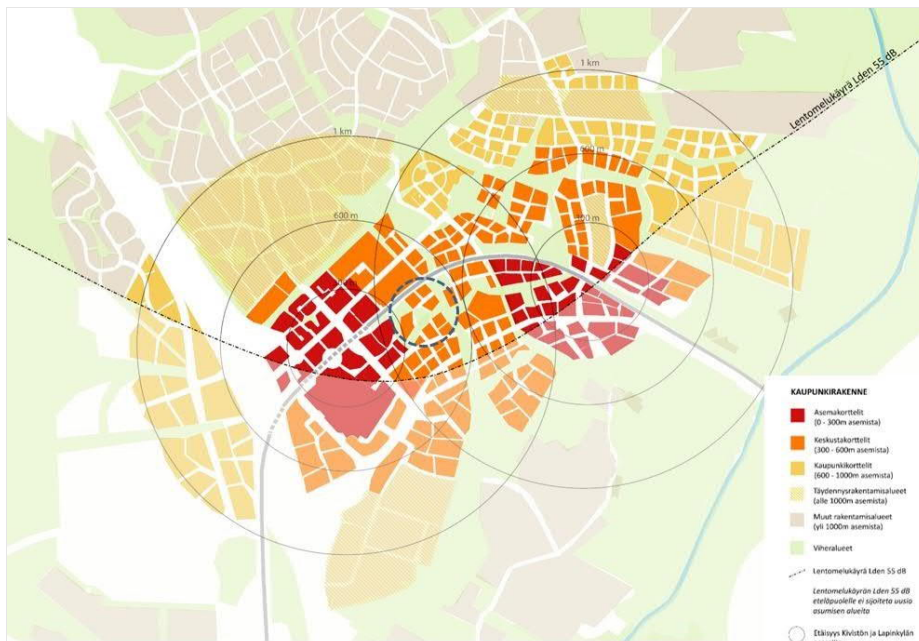 1 km
Lentomelukäyrä Lden 55 dB
1 km
600 m
600 m
300 m
KAUPUNKIRAKENNE
Asemakorttelit
(0 - 300m asemista)
Keskustakorttelit
(300 - 600m asemista)
Kaupunkikorttelit
(600 - 1000m asemista)
Täydennysrakentamisalueet
(alle 1000m asemista)
Muut rakentamisalueet
(yli 1000m asemista)
Viheralueet
Lentomelukäyrä Lden 55 dB
Lentomelukäyrän Lden 55 dB
eteläpuolelle ei sijoiteta uusia
asumisen alueita
Etäisyys Kivistön ja Lapinkylän